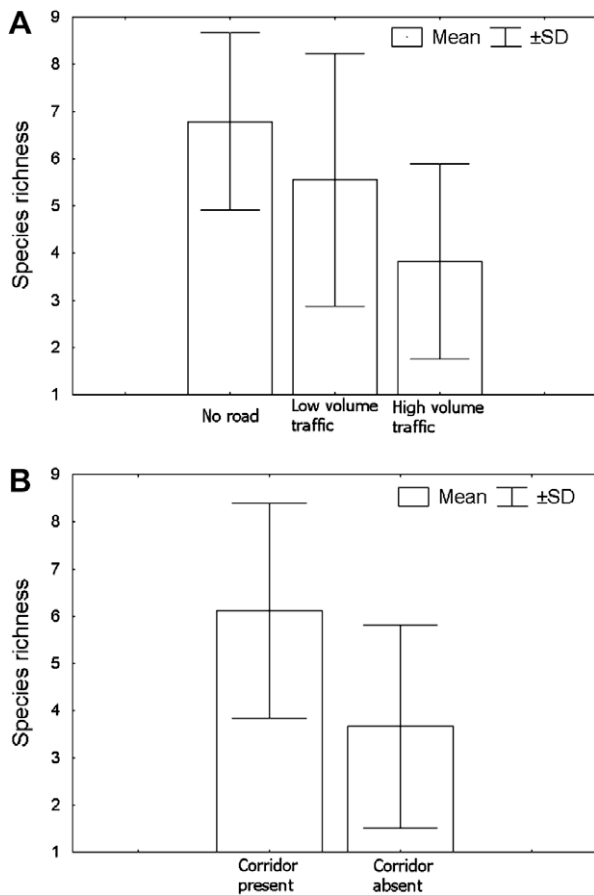 A
Mean ±SD
Species richness
9
8
7
6
5
4
3
2
1
No road
Low volume
traffic
High volume
traffic
B
Mean ±SD
Species richness
9
8
7
6
5
4
3
2
1
Corridor
present
Corridor
absent